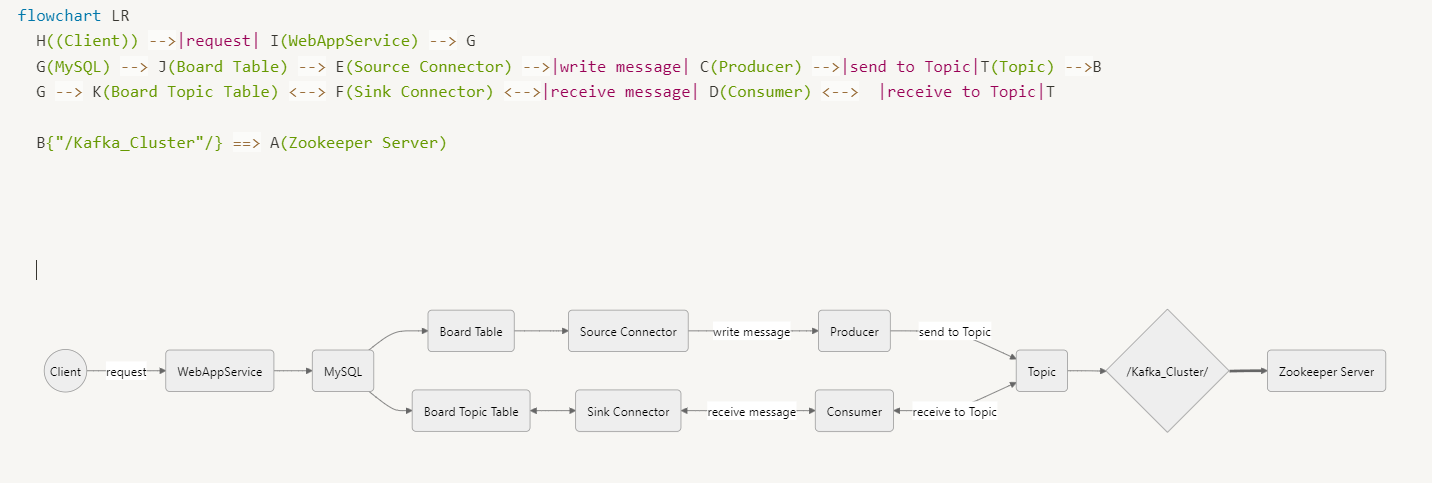 flowchart LR
H((Client)) -->|request| I(WebAppService) --> G
G(MySQL) --> J(Board Table) --> E(Source Connector) -->|write message| C(Producer) -->|send to Topic|T(Topic) -->B
G --> K(Board Topic Table) <--> F(Sink Connector) <-->|receive message| D(Consumer) <-->  |receive to Topic|T
B{"/Kafka_Cluster"/} ==> A(Zookeeper Server)
Board Table
Source Connector
write message
Producer
send to Topic
Client
request
WebAppService
MySQL
Topic
/Kafka_Cluster/
Zookeeper Server
Board Topic Table
Sink Connector
receive message
Consumer
receive to Topic